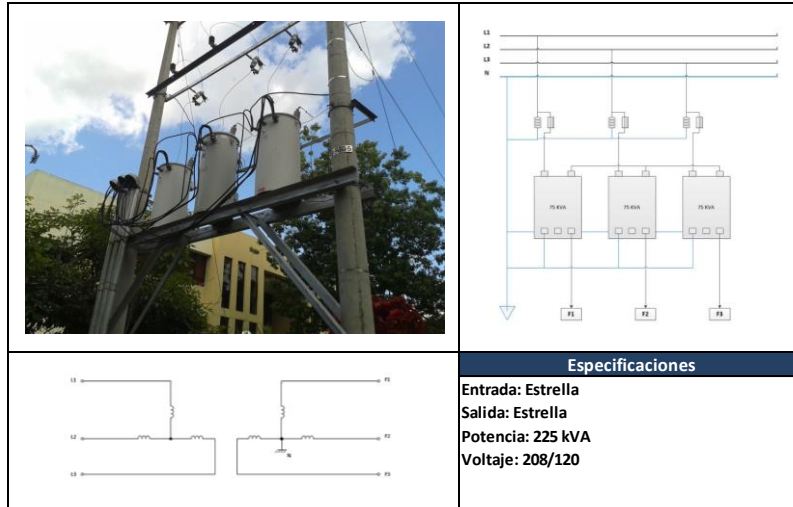 L1
L2
L3
N
75 KVA
75 KVA
75 KVA
F1
F2
F3
L1
F1
L2
F2
N
L3
F3
Especificaciones
Entrada: Estrella
Salida: Estrella
Potencia: 225 kVA
Voltaje: 208/120